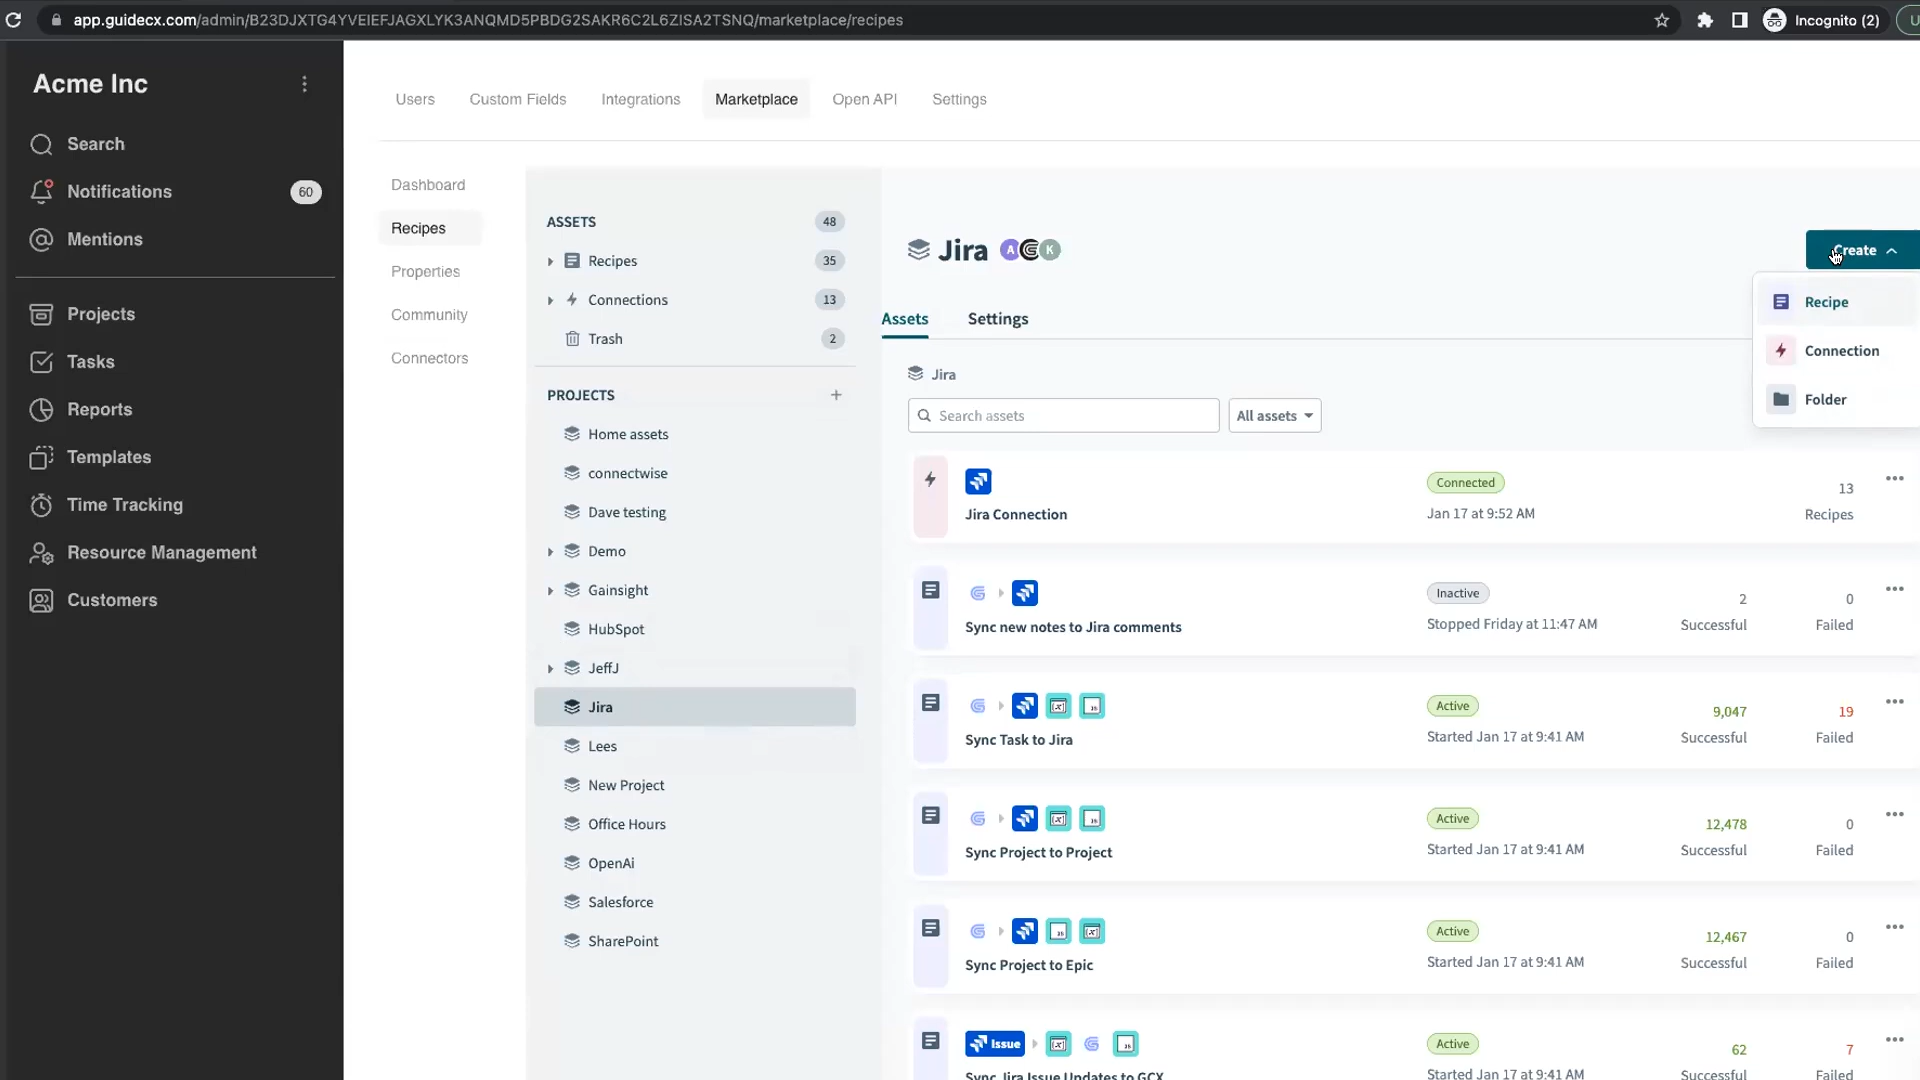 app.guidecx.com/admin/B23DJXTG4YVEIEFJAGXLYK3ANQMD5PBDG2SAKR6C2L6ZISA2TSNQ/marketplace/recipes
Incognito (2)
Acme Inc
Search
Notifications
60
Mentions
Projects
Tasks
Reports
Templates
Time Tracking
Resource Management
Customers
Users
Custom Fields
Integrations
Marketplace
Open API
Settings
Dashboard
Recipes
Properties
Community
Connectors
ASSETS
48
Recipes
35
Connections
13
Trash
2
PROJECTS
Home assets
connectwise
Dave testing
Demo
Gainsight
HubSpot
JeffJ
Jira
Lees
New Project
Office Hours
OpenAi
Salesforce
SharePoint
Jira
A
K
Create
Recipe
Connection
Folder
Assets
Settings
Jira
Search assets
All assets
Jira Connection
Connected
Jan 17 at 9:52 AM
13
Recipes
Sync new notes to Jira comments
Inactive
Stopped Friday at 11:47 AM
2
Successful
0
Failed
Sync Task to Jira
Active
Started Jan 17 at 9:41 AM
9,047
Successful
19
Failed
Sync Project to Project
Active
Started Jan 17 at 9:41 AM
12,478
Successful
0
Failed
Sync Project to Epic
Active
Started Jan 17 at 9:41 AM
12,467
Successful
0
Failed
Issue
Sync Jira Issue Updates to GCX
Active
Started Jan 17 at 9:41 AM
62
Successful
7
Failed